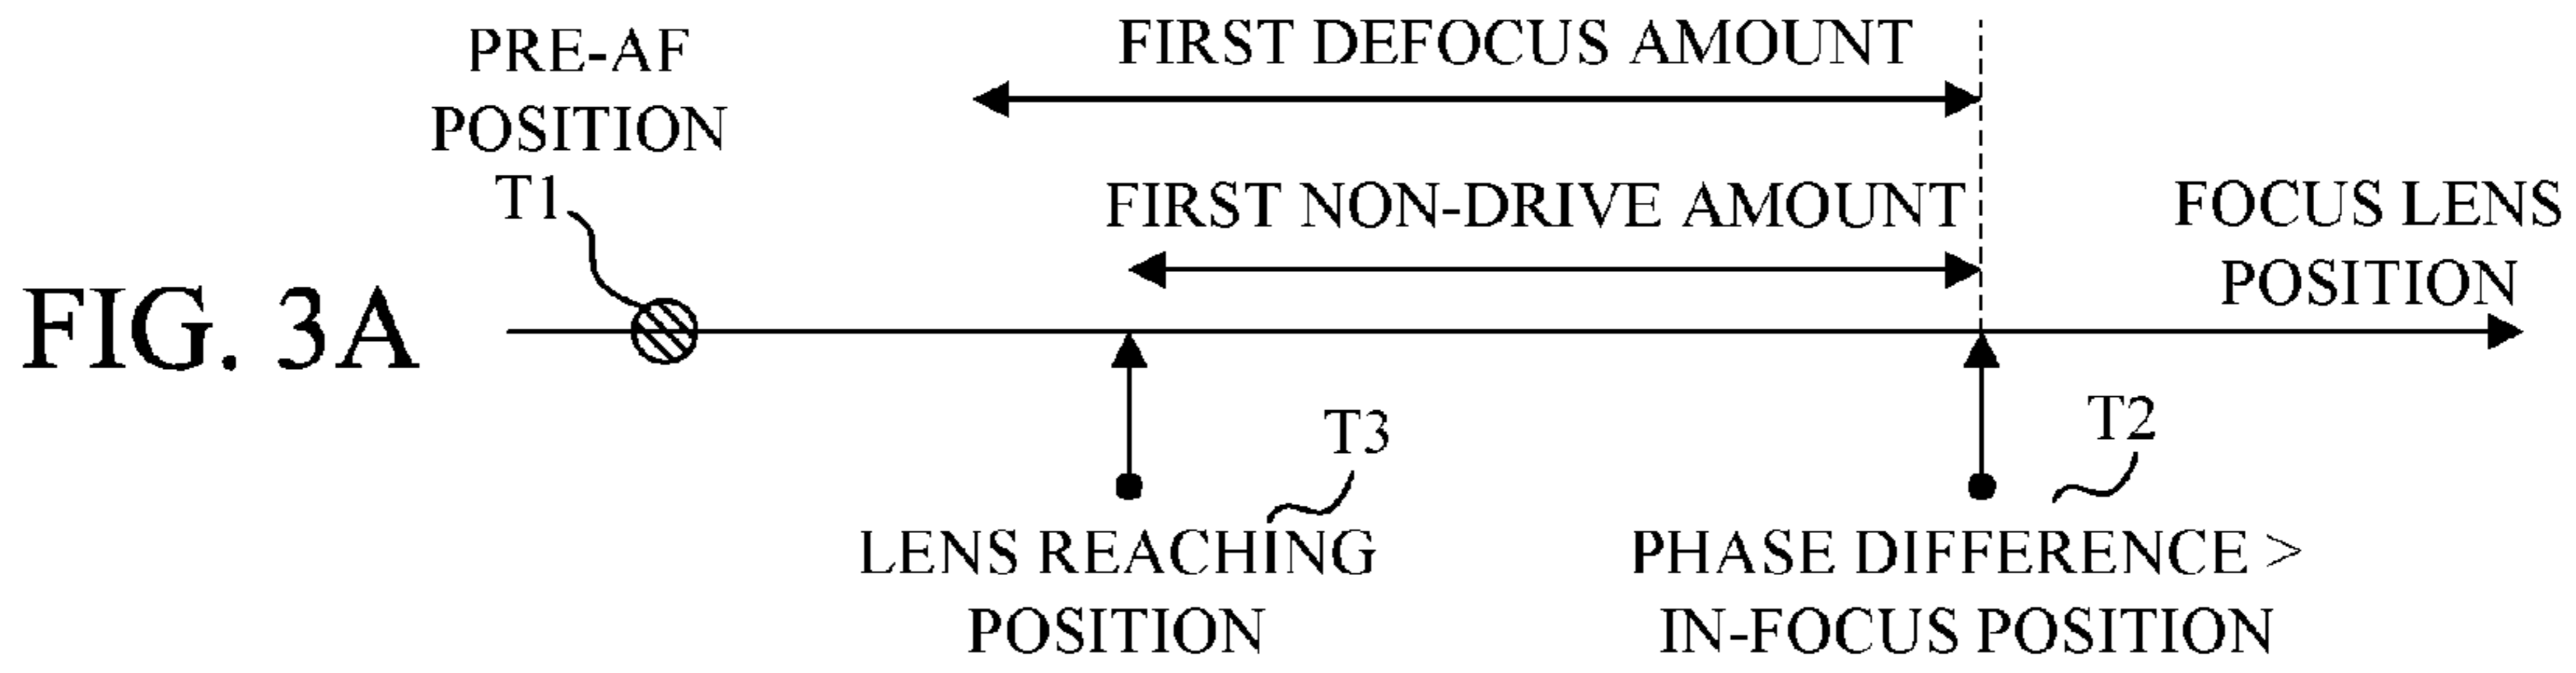 PRE-AF
POSITION
T1
FIRST DEFOCUS AMOUNT
FIRST NON-DRIVE AMOUNT
FOCUS LENS
POSITION
FIG. 3A
T3
T2
LENS REACHING
POSITION
PHASE DIFFERENCE >
IN-FOCUS POSITION